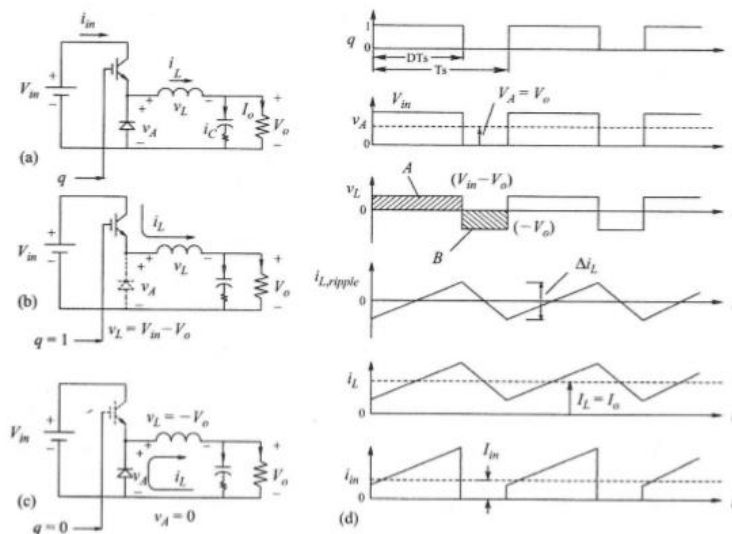 i_in
+
V_in
−
i_L
+ v_L −
+
v_A
−
i_C
I_o
+
V_o
−
(a)
q
i_L
+
V_in
−
+ v_L −
+
v_A
−
+
V_o
−
(b)
q = 1
v_L = V_in − V_o
v_L = −V_o
+
V_in
−
+
v_A
−
i_L
+
V_o
−
(c)
q = 0
v_A = 0
1
q
0
DTs
Ts
V_in
V_A = V_o
v_A
0
A
(V_in − V_o)
v_L
0
(−V_o)
B
Δi_L
i_L,ripple
0
i_L
I_L = I_o
0
I_in
i_in
0
(d)